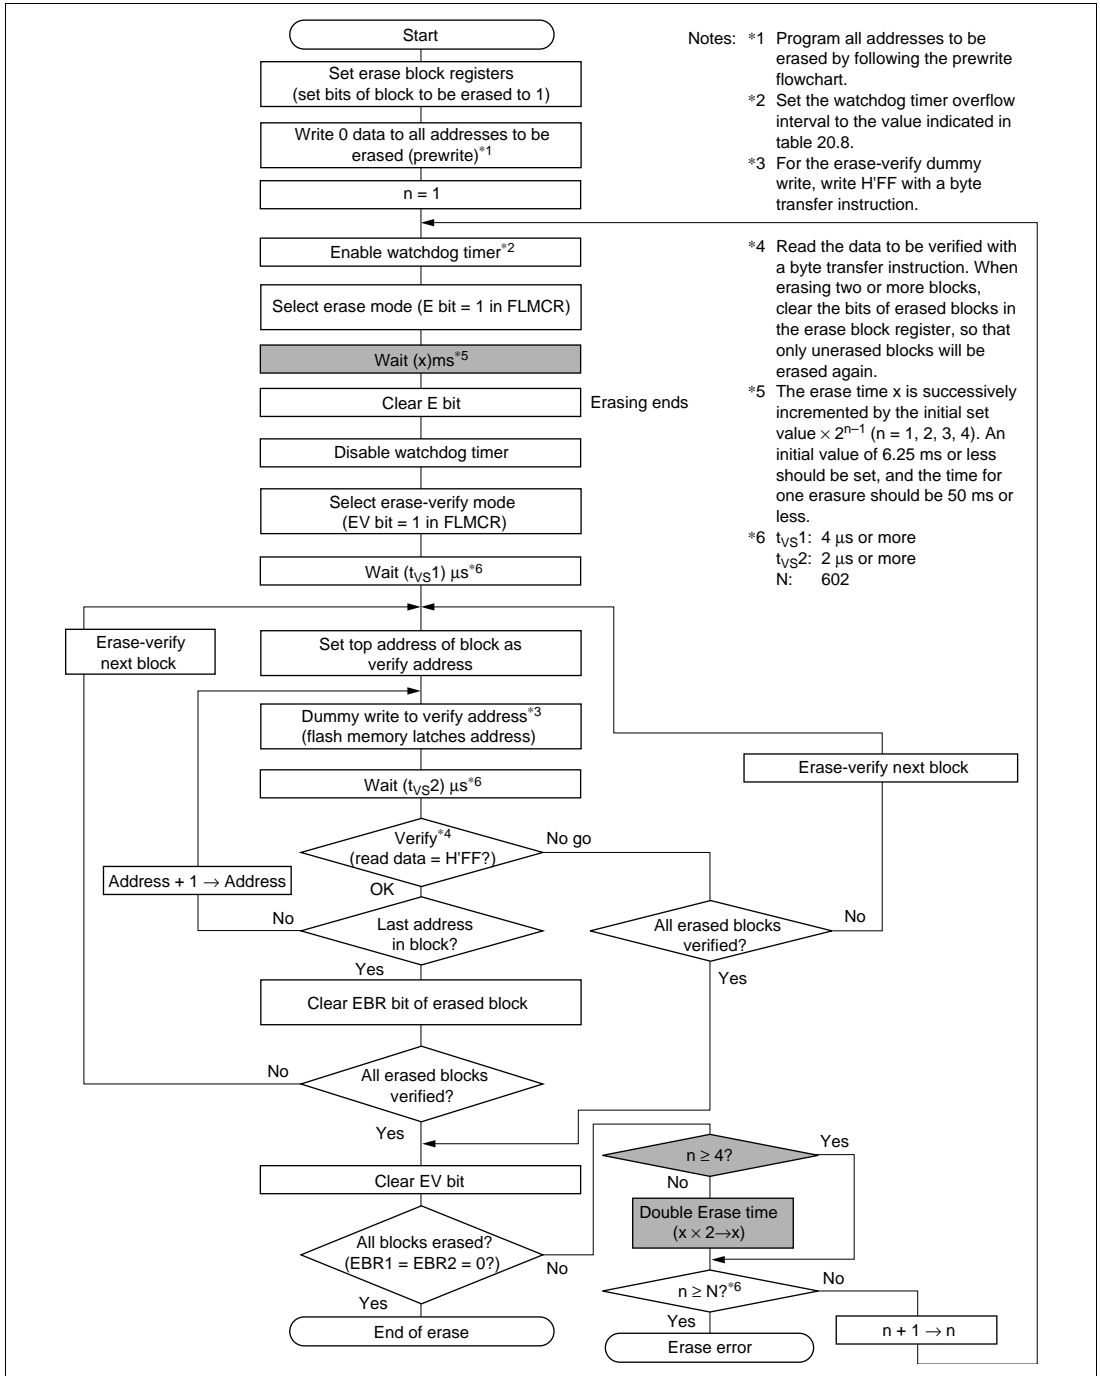 Start
Set erase block registers
(set bits of block to be erased to 1)
Write 0 data to all addresses to be
erased (prewrite)*1
n = 1
Enable watchdog timer*2
Select erase mode (E bit = 1 in FLMCR)
Wait (x)ms*5
Clear E bit
Erasing ends
Disable watchdog timer
Select erase-verify mode
(EV bit = 1 in FLMCR)
Wait (tVS1) μs*6
Erase-verify
next block
Set top address of block as
verify address
Dummy write to verify address*3
(flash memory latches address)
Wait (tVS2) μs*6
Erase-verify next block
Verify*4
(read data = H'FF?)
No go
OK
Address + 1 → Address
No
Last address
in block?
Yes
All erased blocks
verified?
No
Yes
Clear EBR bit of erased block
No
All erased blocks
verified?
Yes
Clear EV bit
n ≥ 4?
Yes
No
Double Erase time
(x × 2→x)
All blocks erased?
(EBR1 = EBR2 = 0?)
No
Yes
End of erase
n ≥ N?*6
No
Yes
n + 1 → n
Erase error
Notes: *1 Program all addresses to be
erased by following the prewrite
flowchart.
*2 Set the watchdog timer overflow
interval to the value indicated in
table 20.8.
*3 For the erase-verify dummy
write, write H'FF with a byte
transfer instruction.
*4 Read the data to be verified with
a byte transfer instruction. When
erasing two or more blocks,
clear the bits of erased blocks in
the erase block register, so that
only unerased blocks will be
erased again.
*5 The erase time x is successively
incremented by the initial set
value × 2n–1 (n = 1, 2, 3, 4). An
initial value of 6.25 ms or less
should be set, and the time for
one erasure should be 50 ms or
less.
*6 tVS1: 4 μs or more
tVS2: 2 μs or more
N: 602